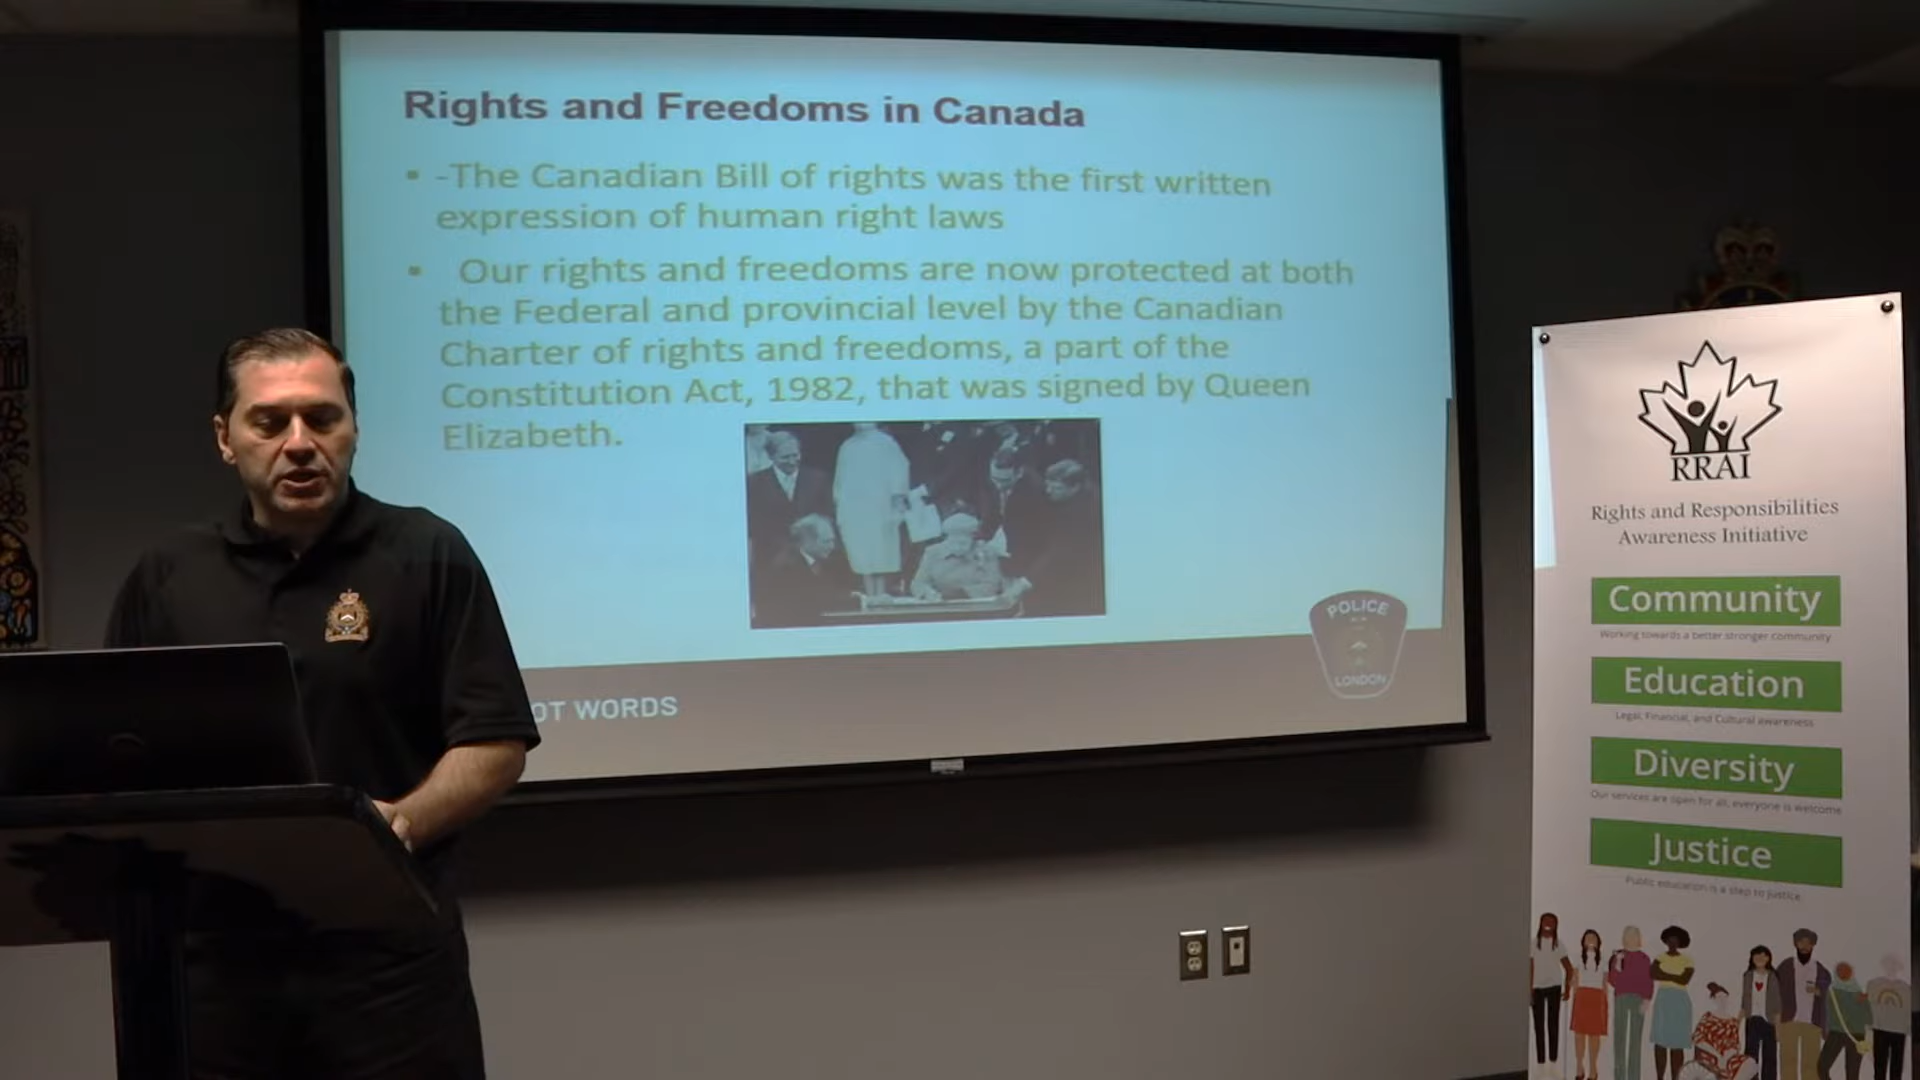 Rights and Freedoms in Canada
▪ -The Canadian Bill of rights was the first written
expression of human right laws
▪ Our rights and freedoms are now protected at both
the Federal and provincial level by the Canadian
Charter of rights and freedoms, a part of the
Constitution Act, 1982, that was signed by Queen
Elizabeth.
POLICE
LONDON
OT WORDS
RRAI
Rights and Responsibilities
Awareness Initiative
Community
Working towards a better stronger community
Education
Legal, Financial, and Cultural awareness
Diversity
Our services are open for all, everyone is welcome
Justice
Public education is a step to justice